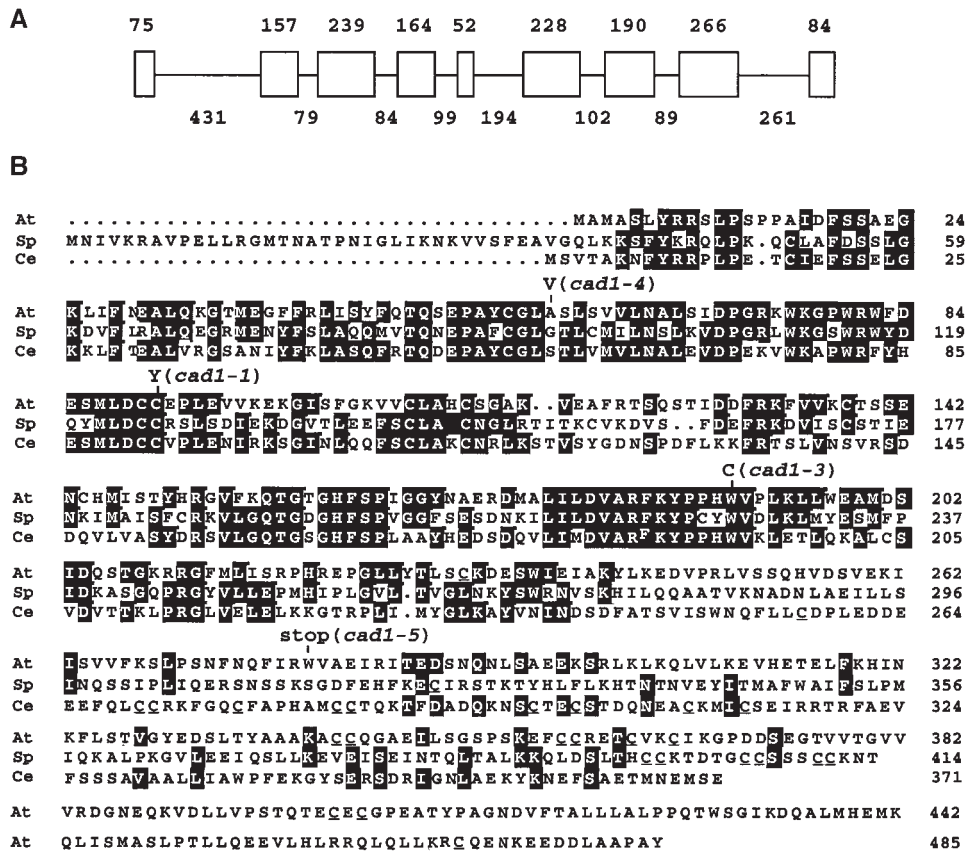 A
75 157 239 164 52 228 190 266 84
431 79 84 99 194 102 89 261
B
At ....................................MAMASLYRRSLPSPPAIDFSSAEG 24
Sp MNIVKRAVPELLRGMTNATPNIGLIKNKVVSFEAVGQLKKSFYKRQLPK.QCLAFDSSLG 59
Ce ..................................MSVTAKNFYRRPLPE.TCIEFSSELG 25
V(cad1-4)
At KLIFNEALQKGTMEGFFRLISYFQTQSEPAYCGLASLSVVLNALSIDPGRKWKGPWRWFD 84
Sp KDVFLRALQEGRMENYFSLAQQMVTQNEPAFCGLGTLCMILNSLKVDPGRLWKGSWRWYD 119
Ce KKLFTEALVRGSANIYFKLASQFRTQDEPAYCGLSTLVMVLNALEVDPEKVWKAPWRFYH 85
Y(cad1-1)
At ESMLDCCEPLEVVKEKGISFGKVVCLAHCSGAK..VEAFRTSQSTIDDFRKFVVKCTSSE 142
Sp QYMLDCCRSLSDIEKDGVTLEEFSCLANCNGLRTITKCVKDVS..FDEFRKDVISCSTIE 177
Ce ESMLDCCVPLENIRKSGINLQQFSCLAKCNRLKSTVSYGDNSPDFLKKFRTSLVNSVRSD 145
C(cad1-3)
At NCHMISTYHRGVFKQTGTGHFSPIGGYNAERDMALILDVARFKYPPHWVPLKLLWEAMDS 202
Sp NKIMAISFCRKVLGQTGDGHFSPVGGFSESDNKILILDVARFKYPCYWVDLKLMYESMFP 237
Ce DQVLVASYDRSVLGQTGSGHFSPLAAYHEDSDQVLIMDVARFKYPPHWVKLETLQKALCS 205
At IDQSTGKRRGFMLISRPHREPGLLYTLSCKDESWIEIAKYLKEDVPRLVSSQHVDSVEKI 262
Sp IDKASGQPRGYVLLEPMHIPLGVL.TVGLNKYSWRNVSKHILQQAATVKNADNLAEILLS 296
Ce VDVTTKLPRGLVELELKKGTRPLI.MYGLKAYVNINDSDFATSVISWNQFLLCDPLEDDE 264
stop(cad1-5)
At ISVVFKSLPSNFNQFIRWVAEIRITEDSNQNLSAEEKSRLKLKQLVLKEVHETELFKHIN 322
Sp INQSSIPLIQERSNSSKSGDFEHFKECIRSTKTYHLFLKHTNTNVEYITMAFWAIFSLPM 356
Ce EEFQLCCRKFGQCFAPHAMCCTQKTFDADQKNSCTECSTDQNEACKMICSEIRRTRFAEV 324
At KFLSTVGYEDSLTYAAAKACCQGAEILSGSPSKEFCCRETCVKCIKGPDDSEGTVVTGVV 382
Sp IQKALPKGVLEEIQSLLKEVEISEINTQLTALKKQLDSLTHCCKTDTGCCSSSCCKNT 414
Ce FSSSAVAALLIAWPFEKGYSERSDRIGNLAEKYKNEFSAETMNEMSE 371
At VRDGNEQKVDLLVPSTQTECECGPEATYPAGNDVFTALLLALPPQTWSGIKDQALMHEMK 442
At QLISMASLPTLLQEEVLHLRRQLQLLKRCQENKEEDDLAAPAY 485